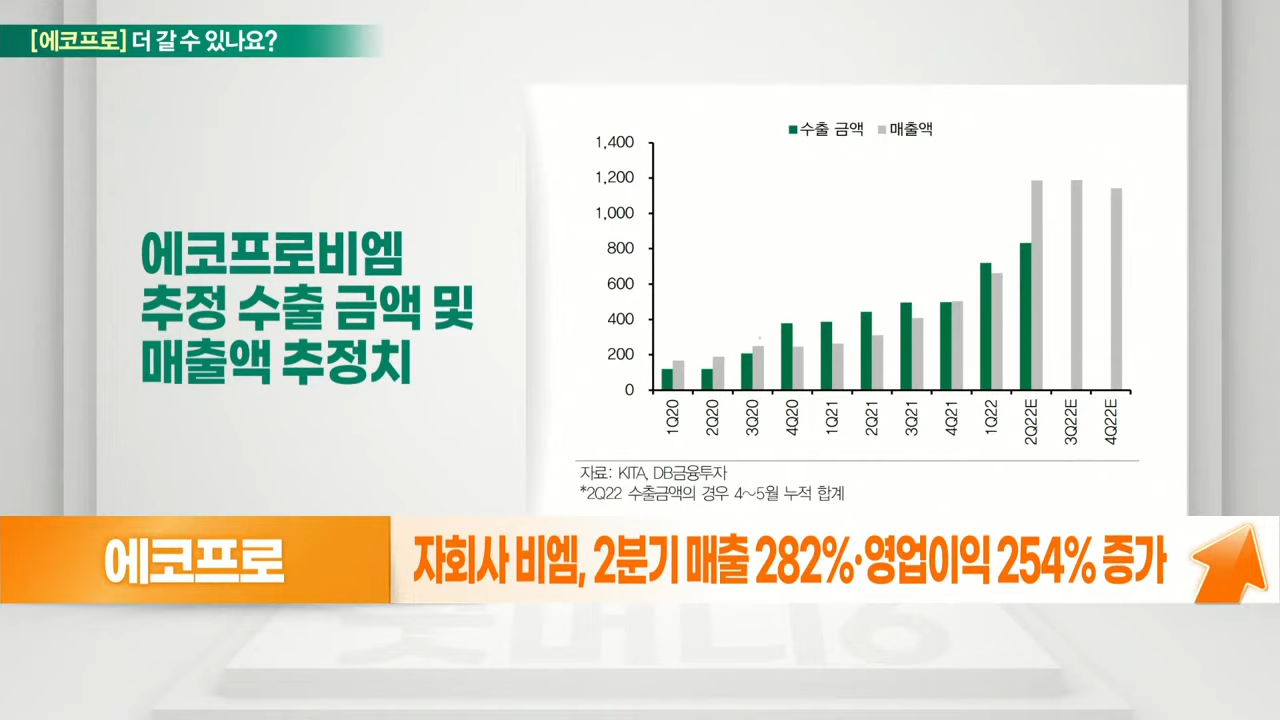 [에코프로] 더 갈 수 있나요?
에코프로비엠
추정 수출 금액 및
매출액 추정치
수출 금액 매출액
1,400
1,200
1,000
800
600
400
200
0
1Q20 2Q20 3Q20 4Q20 1Q21 2Q21 3Q21 4Q21 1Q22 2Q22E 3Q22E 4Q22E
자료: KITA, DB금융투자
*2Q22 수출금액의 경우 4~5월 누적 합계
에코프로
자회사 비엠, 2분기 매출 282%·영업이익 254% 증가